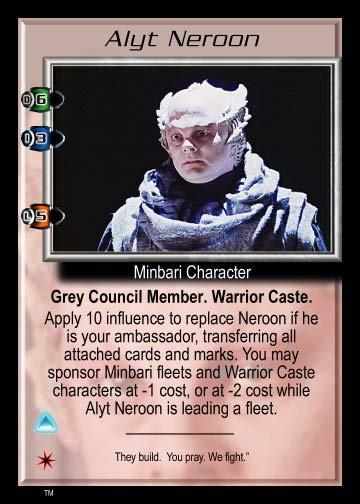 Alyt Neroon
D 6
I 3
L 5
Minbari Character
Grey Council Member. Warrior Caste.
Apply 10 influence to replace Neroon if he
is your ambassador, transferring all
attached cards and marks. You may
sponsor Minbari fleets and Warrior Caste
characters at -1 cost, or at -2 cost while
Alyt Neroon is leading a fleet.
They build. You pray. We fight."
TM